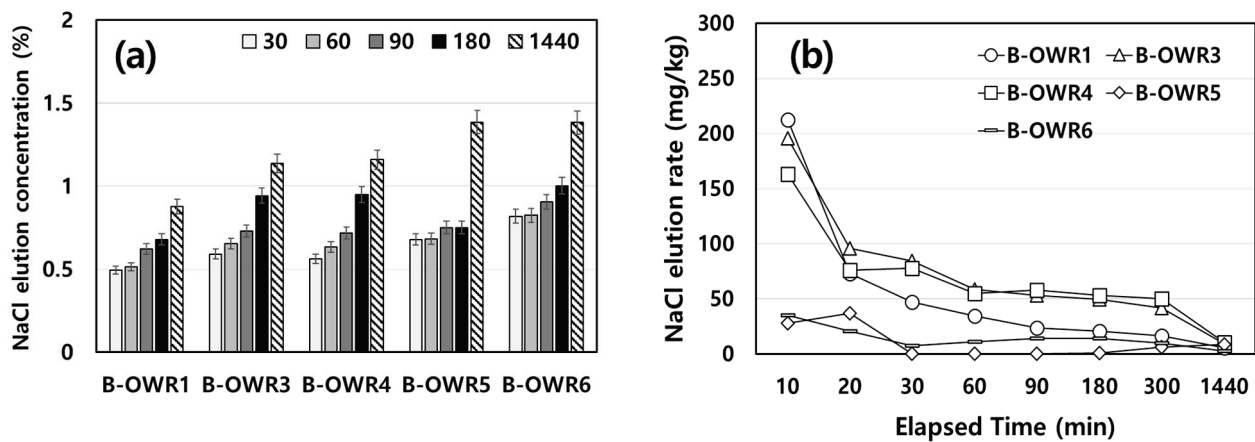 (a)
30 60 90 180 1440
NaCl elution concentration (%)
2
1.5
1
0.5
0
B-OWR1 B-OWR3 B-OWR4 B-OWR5 B-OWR6
(b)
B-OWR1 B-OWR3
B-OWR4 B-OWR5
B-OWR6
NaCl elution rate (mg/kg)
300
250
200
150
100
50
0
10 20 30 60 90 180 300 1440
Elapsed Time (min)